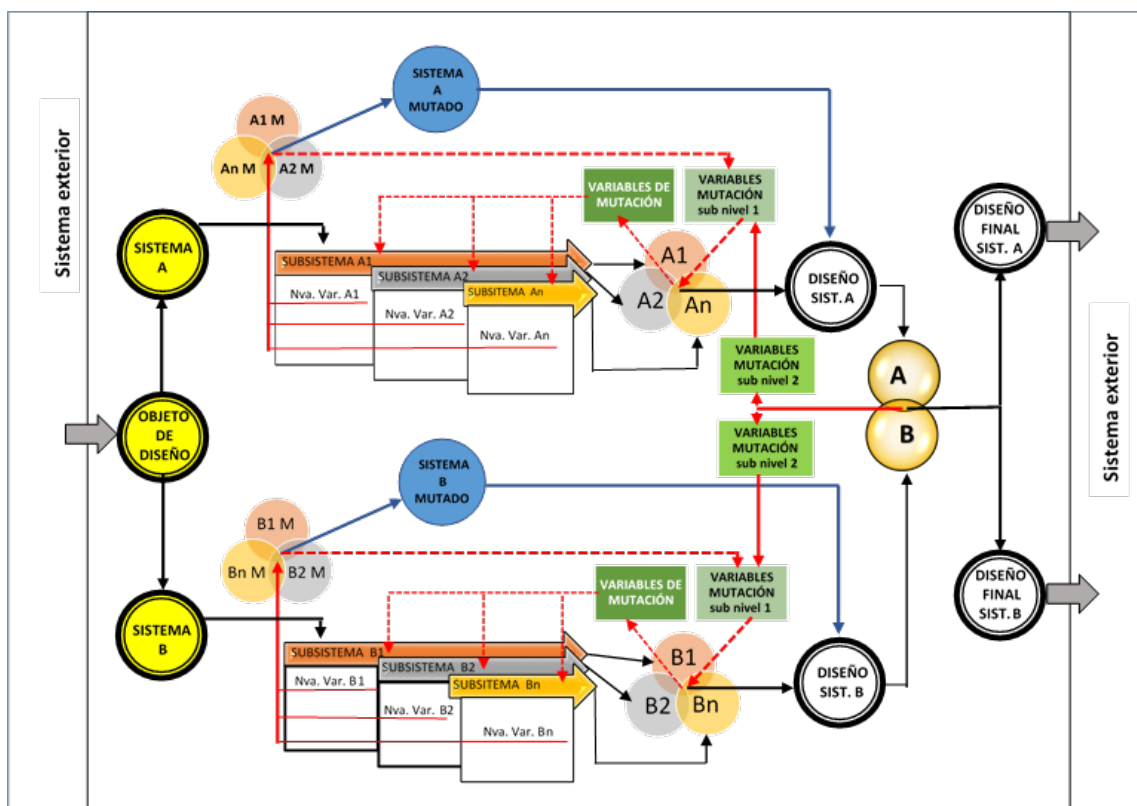 Sistema exterior
SISTEMA
A
MUTADO
A1 M
An M
A2 M
VARIABLES DE
MUTACIÓN
VARIABLES
MUTACIÓN
sub nivel 1
SISTEMA
A
SUBSISTEMA A1
SUBSISTEMA A2
SUBSITEMA An
Nva. Var. A1
Nva. Var. A2
Nva. Var. An
A1
A2
An
DISEÑO
SIST. A
DISEÑO
FINAL
SIST. A
VARIABLES
MUTACIÓN
sub nivel 2
A
B
OBJETO
DE
DISEÑO
VARIABLES
MUTACIÓN
sub nivel 2
SISTEMA
B
MUTADO
B1 M
Bn M
B2 M
VARIABLES DE
MUTACIÓN
VARIABLES
MUTACIÓN
sub nivel 1
SISTEMA
B
SUBSISTEMA B1
SUBSISTEMA B2
SUBSITEMA Bn
Nva. Var. B1
Nva. Var. B2
Nva. Var. Bn
B1
B2
Bn
DISEÑO
SIST. B
DISEÑO
FINAL
SIST. B
Sistema exterior